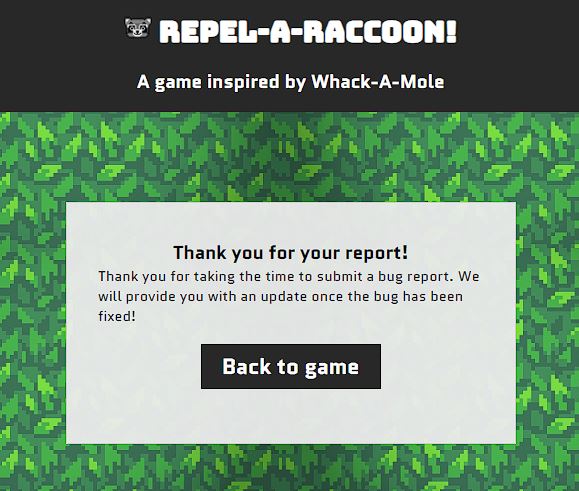 REPEL-A-RACCOON!
A game inspired by Whack-A-Mole
Thank you for your report!
Thank you for taking the time to submit a bug report. We
will provide you with an update once the bug has been
fixed!
Back to game